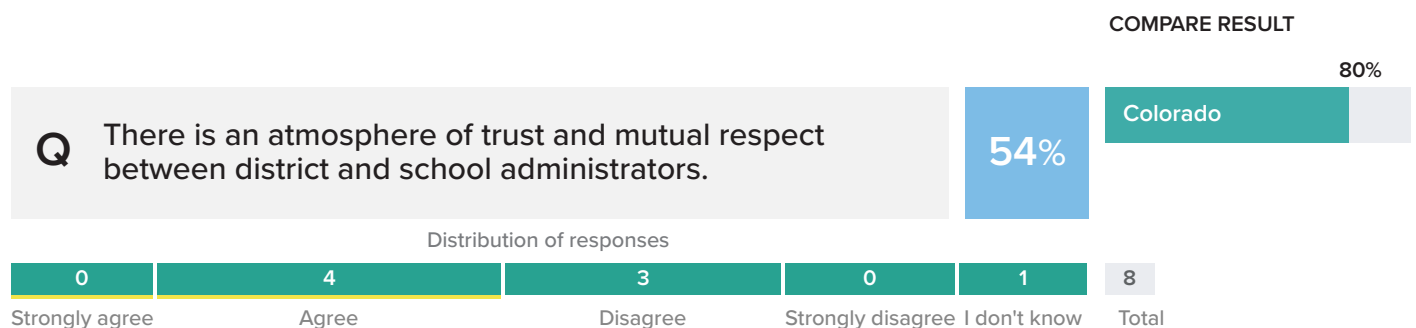 COMPARE RESULT
80%
Q There is an atmosphere of trust and mutual respect
between district and school administrators.
54%
Colorado
Distribution of responses
0 4 3 0 1 8
Strongly agree Agree Disagree Strongly disagree I don't know Total